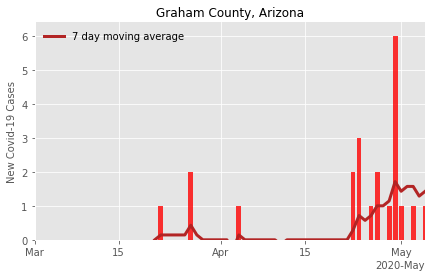 Graham County, Arizona
7 day moving average
New Covid-19 Cases
6
5
4
3
2
1
0
Mar 15 Apr 15 May
2020-May